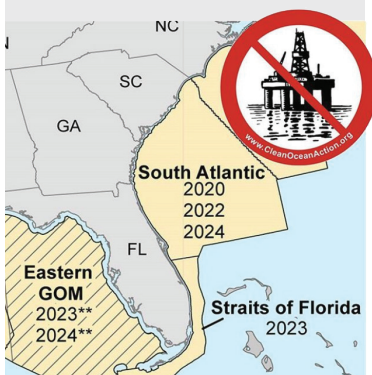 NC
N
SC
GA
www.CleanOceanAction.org
South Atlantic
2020
2022
2024
FL
Eastern
GOM
2023**
2024**
Straits of Florida
2023